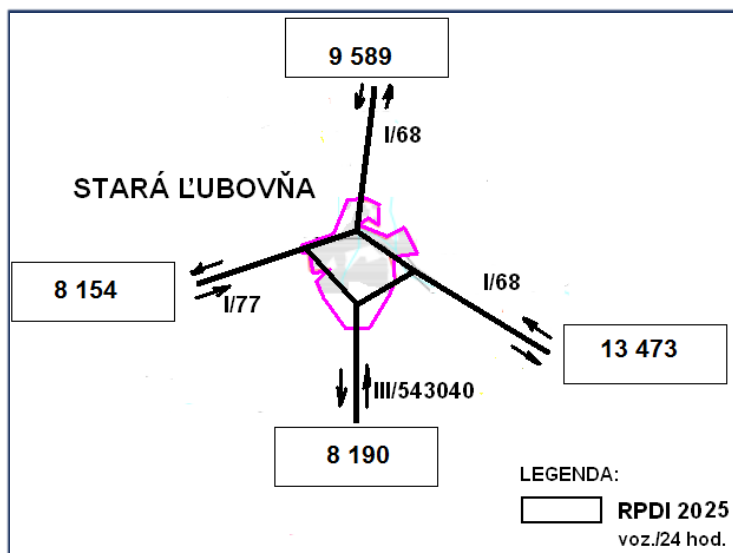 9 589
I/68
STARÁ ĽUBOVŇA
8 154
I/77
I/68
13 473
III/543040
8 190
LEGENDA:
RPDI 2025
voz./24 hod.